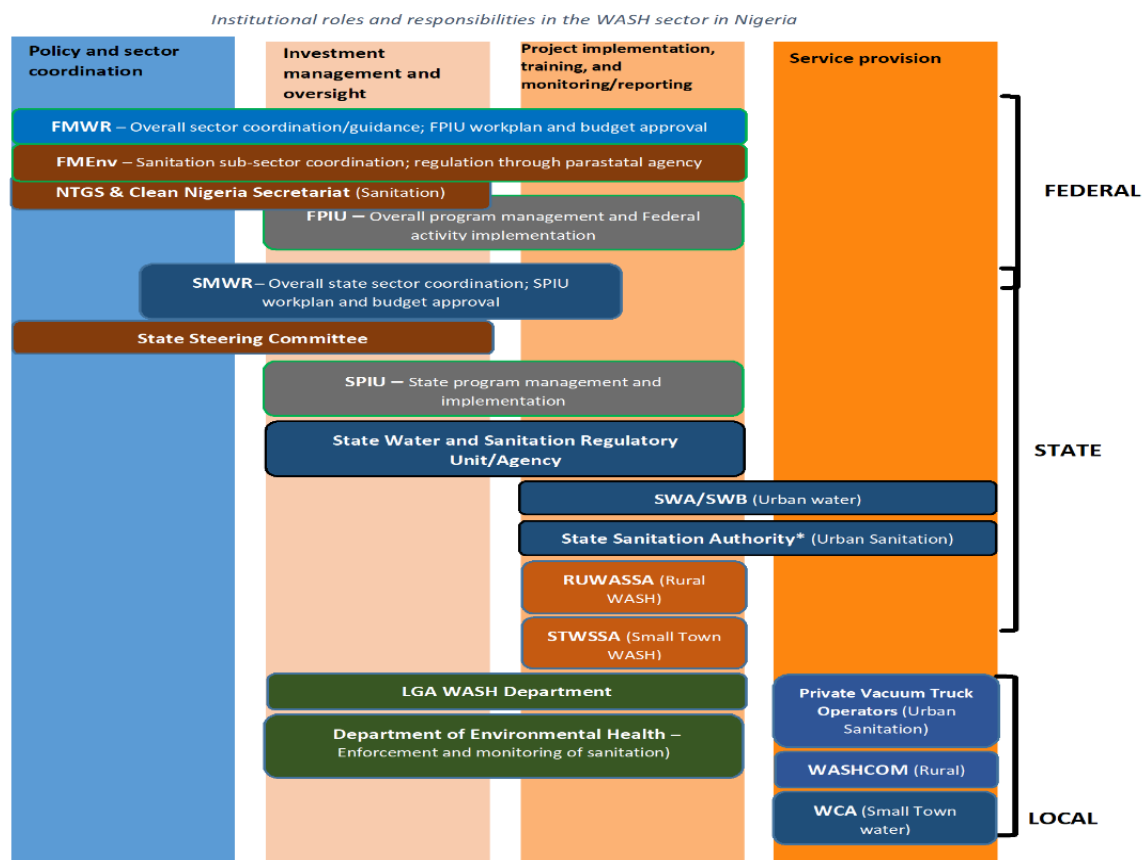 Institutional roles and responsibilities in the WASH sector in Nigeria
Policy and sector
coordination
Investment
management and
oversight
Project implementation,
training, and
monitoring/reporting
Service provision
FMWR – Overall sector coordination/guidance; FPIU workplan and budget approval
FMEnv – Sanitation sub-sector coordination; regulation through parastatal agency
NTGS & Clean Nigeria Secretariat (Sanitation)
FPIU – Overall program management and Federal
activity implementation
FEDERAL
SMWR– Overall state sector coordination; SPIU
workplan and budget approval
State Steering Committee
SPIU – State program management and
implementation
State Water and Sanitation Regulatory
Unit/Agency
STATE
SWA/SWB (Urban water)
State Sanitation Authority* (Urban Sanitation)
RUWASSA (Rural
WASH)
STWSSA (Small Town
WASH)
LGA WASH Department
Department of Environmental Health –
Enforcement and monitoring of sanitation)
Private Vacuum Truck
Operators (Urban
Sanitation)
WASHCOM (Rural)
WCA (Small Town
water)
LOCAL